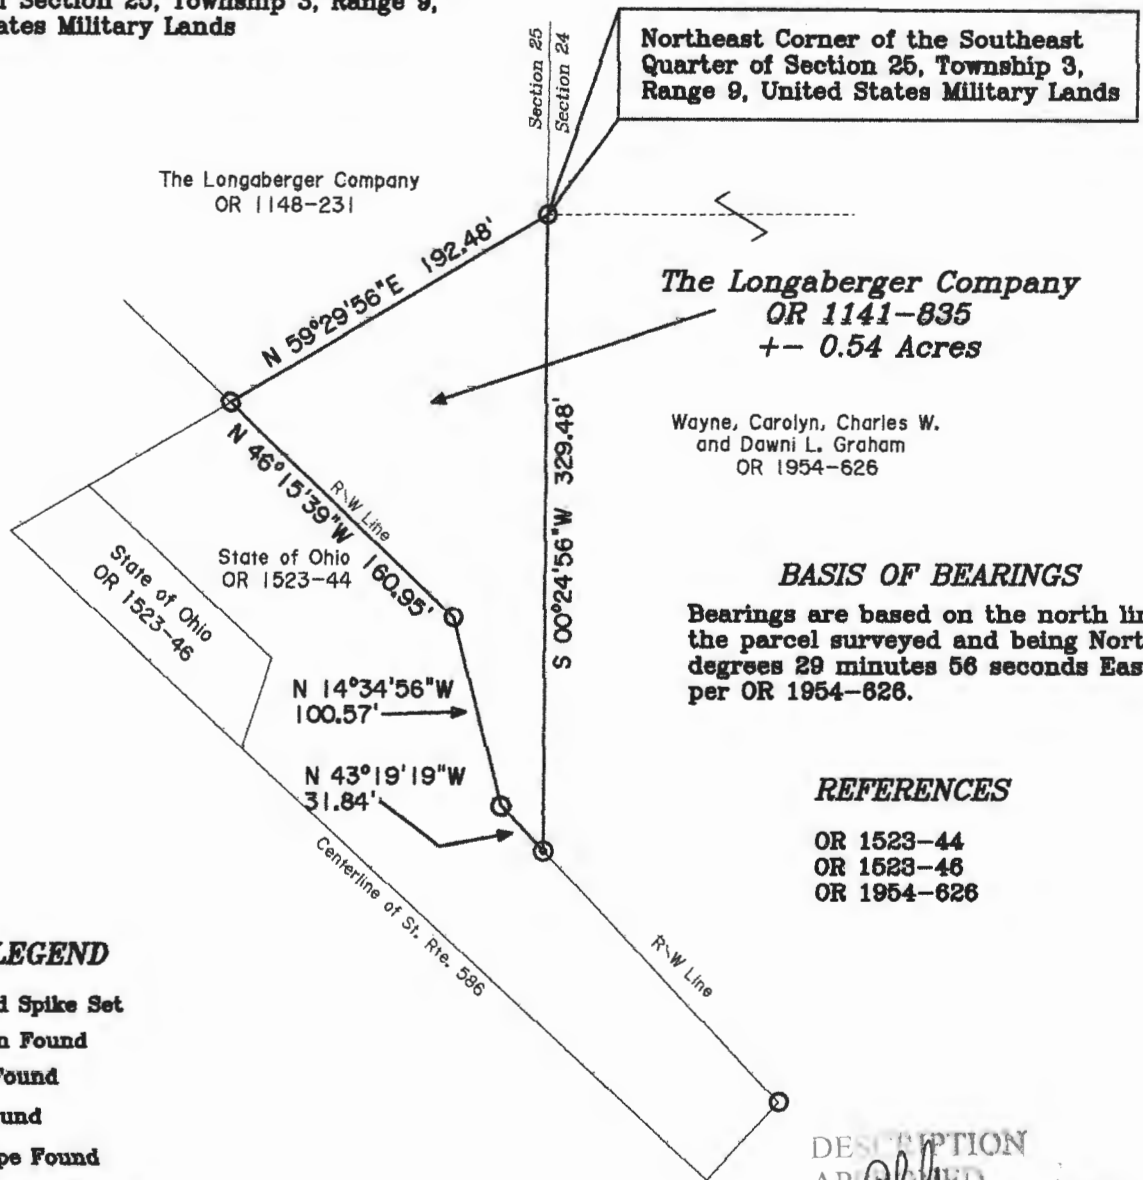 Section 25, Township 3, Range 9,
Military Lands
Section 25
Section 24
Northeast Corner of the Southeast
Quarter of Section 25, Township 3,
Range 9, United States Military Lands
The Longaberger Company
OR 1148-231
N 59°29'56"E 192.48'
The Longaberger Company
OR 1141-835
+- 0.54 Acres
Wayne, Carolyn, Charles W.
and Dawni L. Graham
OR 1954-626
S 00°24'56"W 329.48'
N 46°15'39"W 160.95'
R\W Line
State of Ohio
OR 1523-44
State of Ohio
OR 1523-46
BASIS OF BEARINGS
Bearings are based on the north
the parcel surveyed and being
degrees 29 minutes 56 seconds
per OR 1954-626.
N 14°34'56"W
100.57'
N 43°19'19"W
31.84'
REFERENCES
OR 1523-44
OR 1523-46
OR 1954-626
Centerline of St. Rte. 586
R\W Line
LEGEND
Spike Set
Found
Found
Found
DESCRIPTION